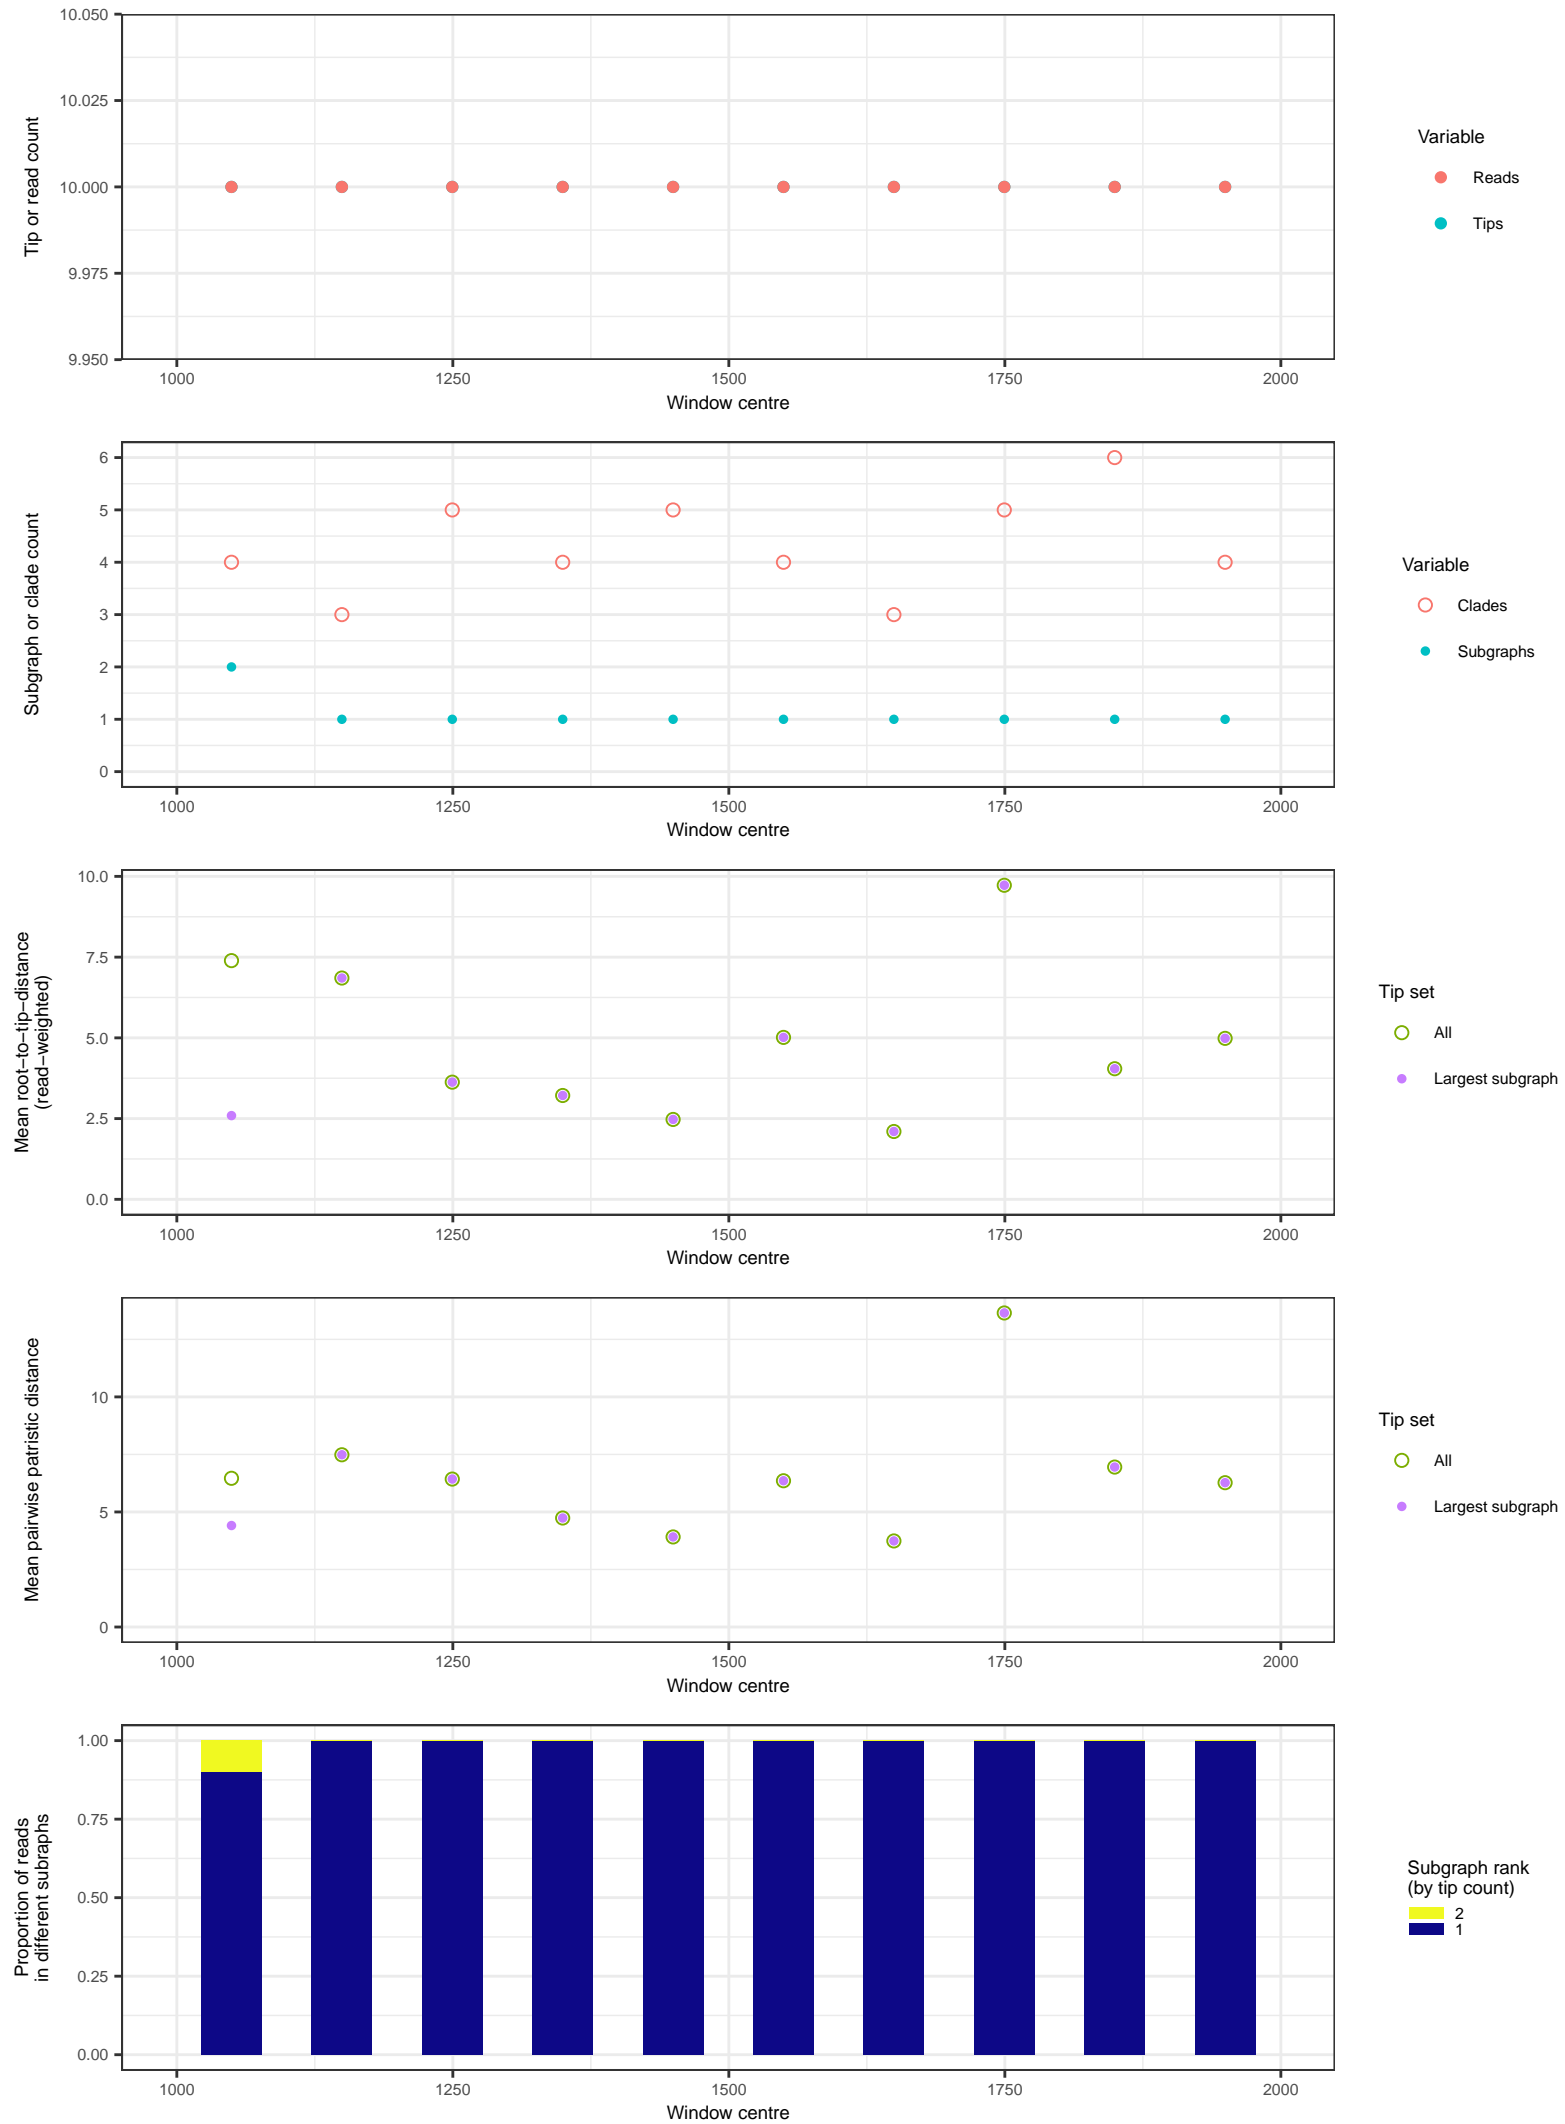 10.050
10.025
10.000
9.975
9.950
Tip or read count
1000 1250 1500 1750 2000
Window centre
Variable
Reads
Tips
6
5
4
3
2
1
0
Subgraph or clade count
1000 1250 1500 1750 2000
Window centre
Variable
Clades
Subgraphs
10.0
7.5
5.0
2.5
0.0
Mean root−to−tip−distance
(read−weighted)
1000 1250 1500 1750 2000
Window centre
Tip set
All
Largest subgraph
10
5
0
Mean pairwise patristic distance
1000 1250 1500 1750 2000
Window centre
Tip set
All
Largest subgraph
1.00
0.75
0.50
0.25
0.00
Proportion of reads
in different subraphs
1000 1250 1500 1750 2000
Window centre
Subgraph rank
(by tip count)
2
1